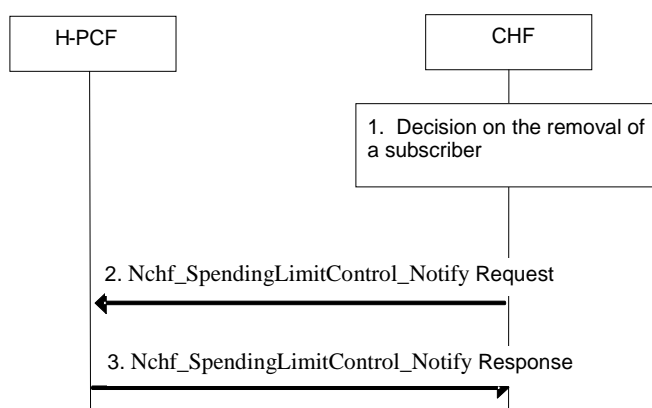 H-PCF
CHF
1. Decision on the removal of
a subscriber
2. Nchf_SpendingLimitControl_Notify Request
3. Nchf_SpendingLimitControl_Notify Response